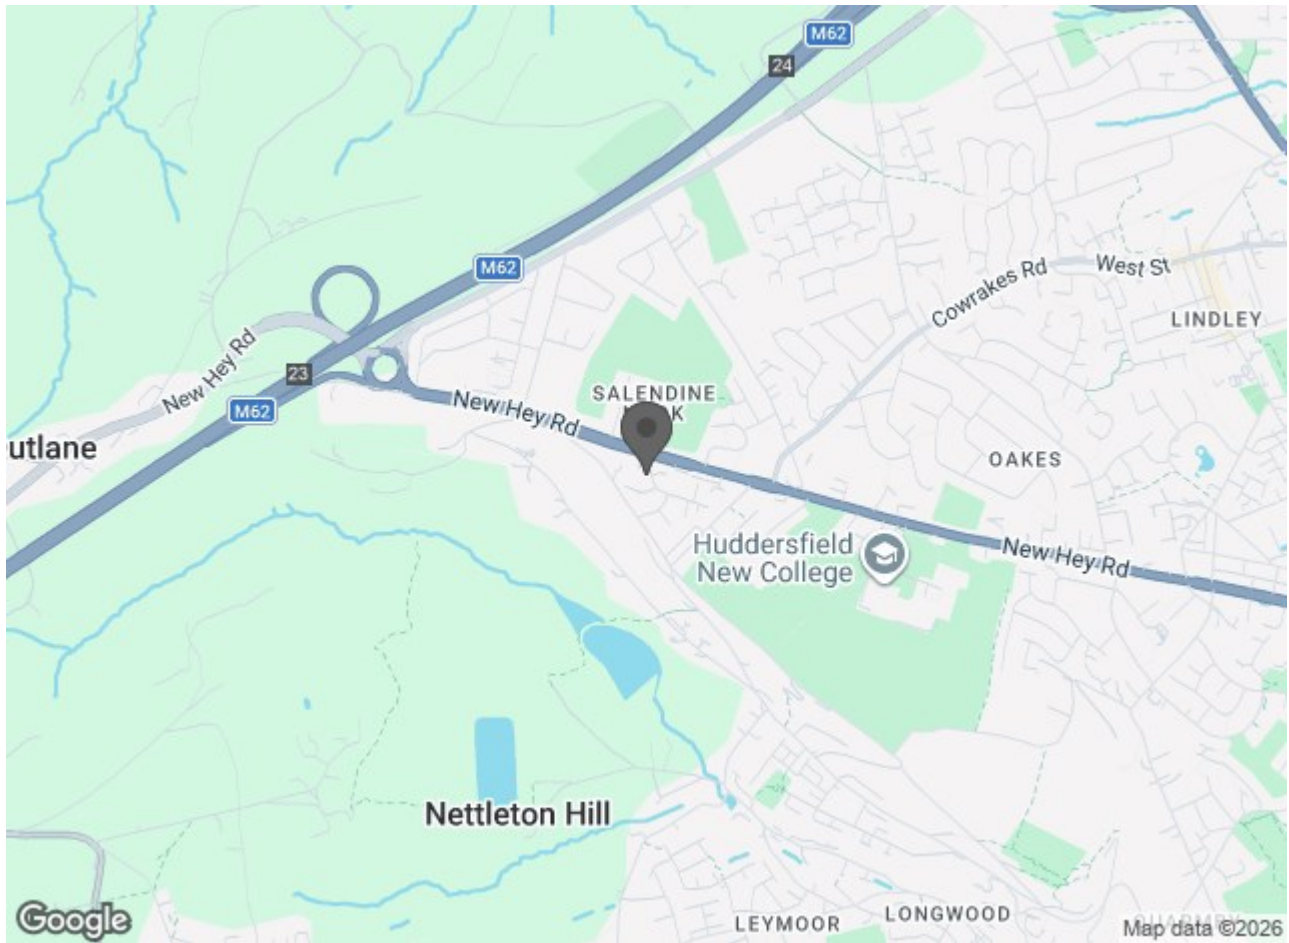 M62
24
West St
M62
Cowrakes Rd
LINDLEY
New Hey Rd
23
SALENDINE
M62
New Hey Rd
utlane
OAKES
Huddersfield
New College
New Hey Rd
Nettleton Hill
LONGWOOD
LEYMOOR
Google
Map data ©2026